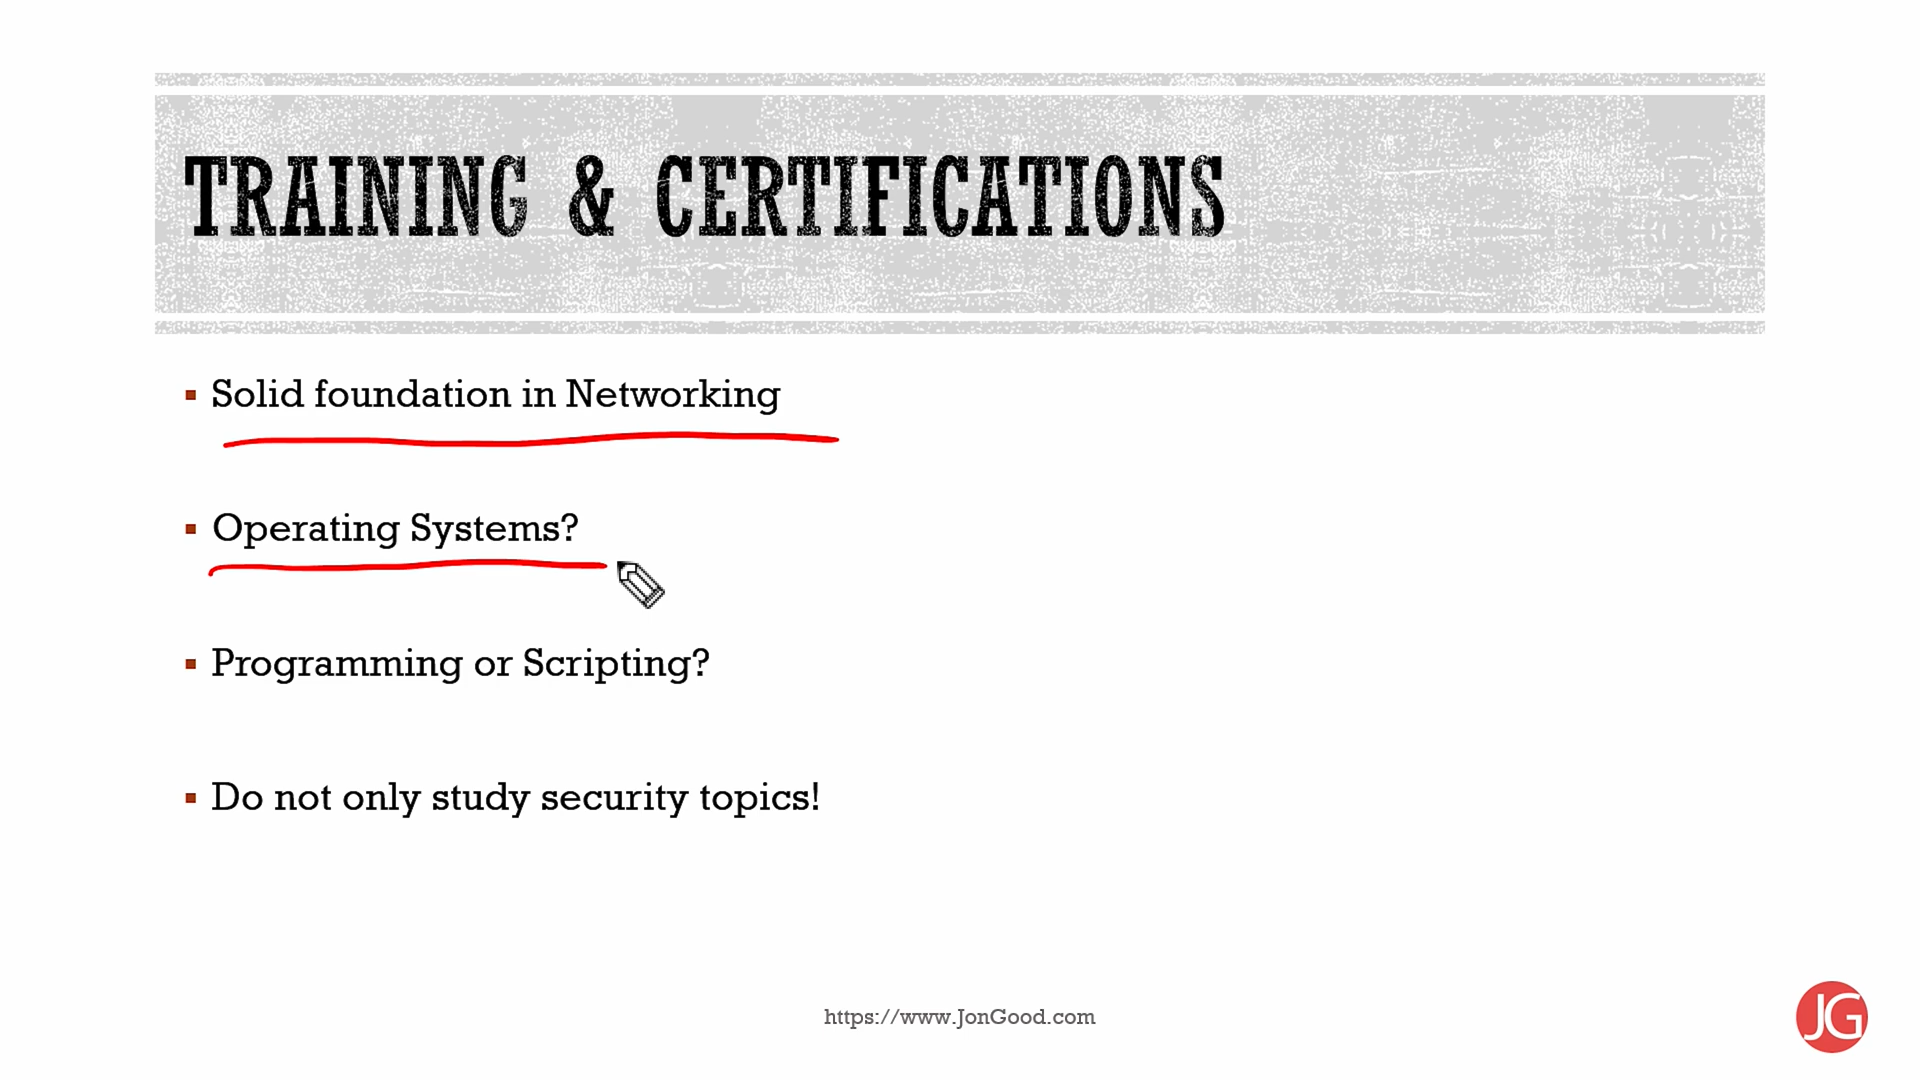 TRAINING & CERTIFICATIONS
Solid foundation in Networking
Operating Systems?
Programming or Scripting?
Do not only study security topics!
https://www.JonGood.com
JG